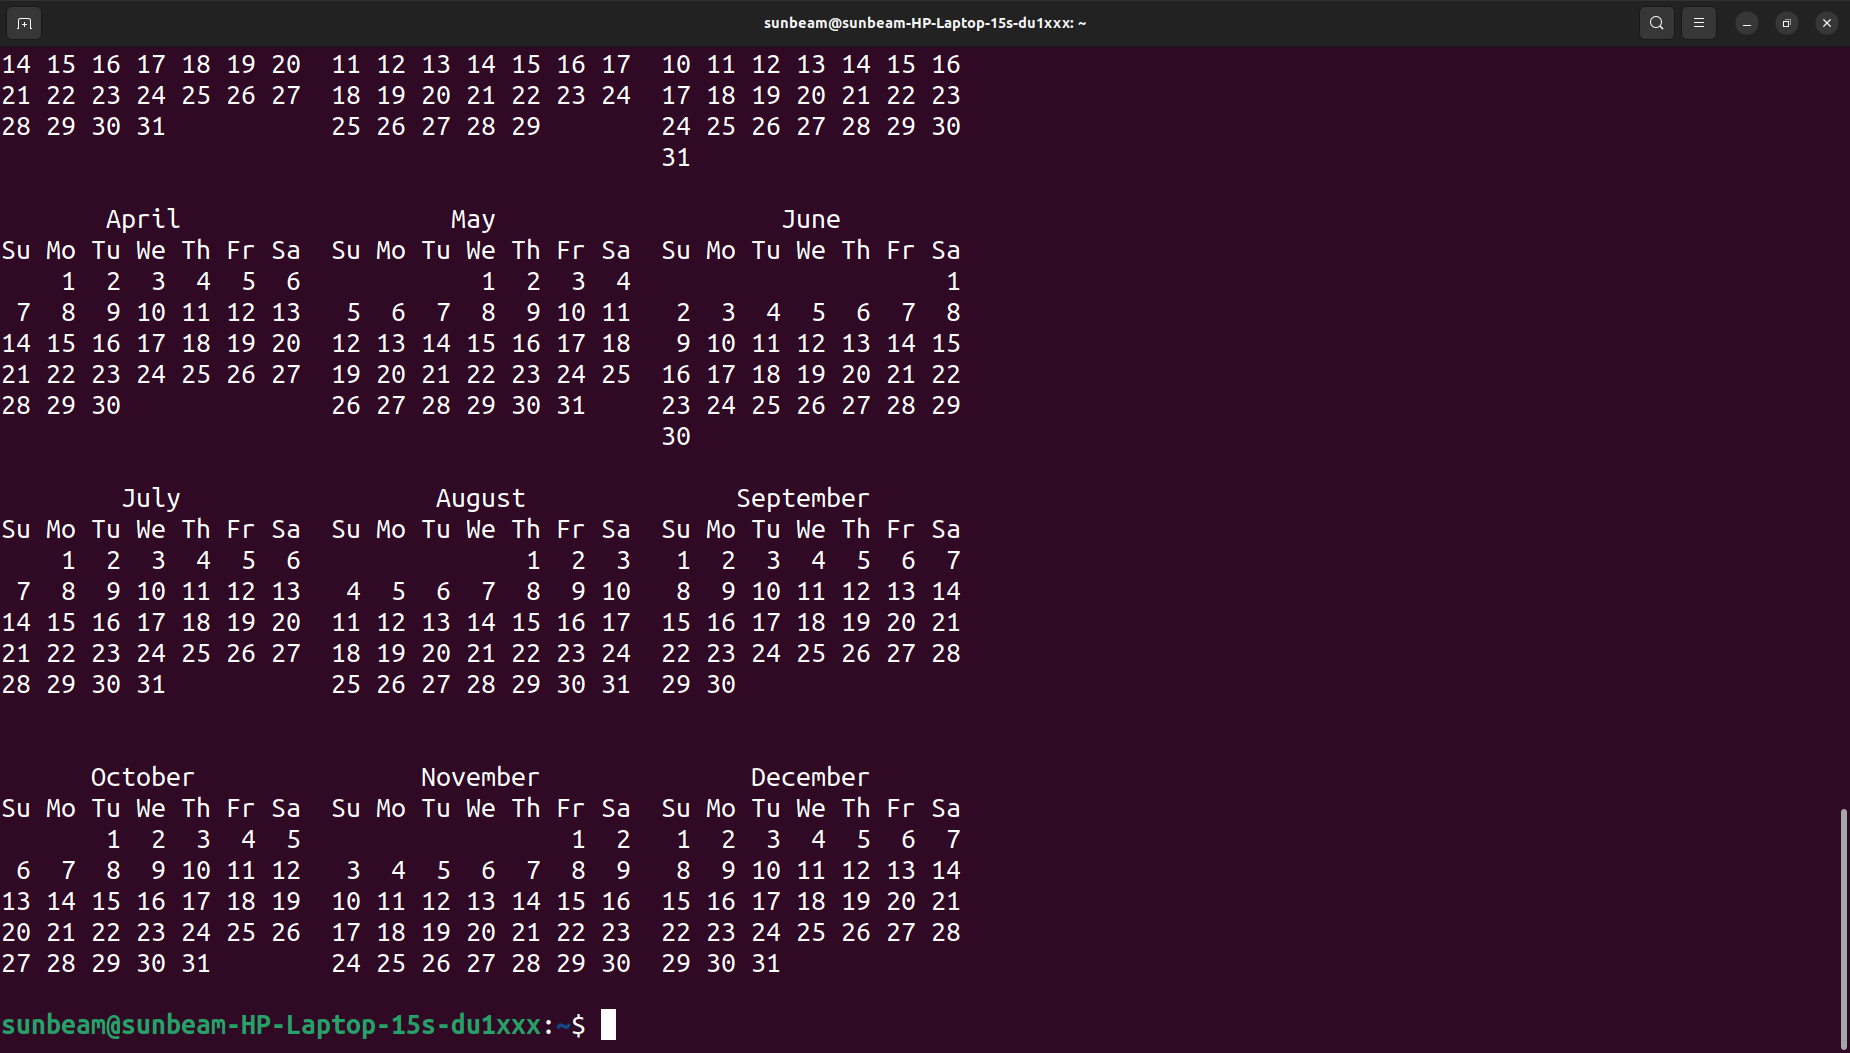 sunbeam@sunbeam-HP-Laptop-15s-du1xxx: ~
14 15 16 17 18 19 20  11 12 13 14 15 16 17  10 11 12 13 14 15 16
21 22 23 24 25 26 27  18 19 20 21 22 23 24  17 18 19 20 21 22 23
28 29 30 31           25 26 27 28 29        24 25 26 27 28 29 30
                                            31

       April                  May                   June
Su Mo Tu We Th Fr Sa  Su Mo Tu We Th Fr Sa  Su Mo Tu We Th Fr Sa
    1  2  3  4  5  6            1  2  3  4                     1
 7  8  9 10 11 12 13   5  6  7  8  9 10 11   2  3  4  5  6  7  8
14 15 16 17 18 19 20  12 13 14 15 16 17 18   9 10 11 12 13 14 15
21 22 23 24 25 26 27  19 20 21 22 23 24 25  16 17 18 19 20 21 22
28 29 30              26 27 28 29 30 31     23 24 25 26 27 28 29
                                            30

        July                 August              September
Su Mo Tu We Th Fr Sa  Su Mo Tu We Th Fr Sa  Su Mo Tu We Th Fr Sa
    1  2  3  4  5  6               1  2  3   1  2  3  4  5  6  7
 7  8  9 10 11 12 13   4  5  6  7  8  9 10   8  9 10 11 12 13 14
14 15 16 17 18 19 20  11 12 13 14 15 16 17  15 16 17 18 19 20 21
21 22 23 24 25 26 27  18 19 20 21 22 23 24  22 23 24 25 26 27 28
28 29 30 31           25 26 27 28 29 30 31  29 30

      October               November              December
Su Mo Tu We Th Fr Sa  Su Mo Tu We Th Fr Sa  Su Mo Tu We Th Fr Sa
       1  2  3  4  5                  1  2   1  2  3  4  5  6  7
 6  7  8  9 10 11 12   3  4  5  6  7  8  9   8  9 10 11 12 13 14
13 14 15 16 17 18 19  10 11 12 13 14 15 16  15 16 17 18 19 20 21
20 21 22 23 24 25 26  17 18 19 20 21 22 23  22 23 24 25 26 27 28
27 28 29 30 31        24 25 26 27 28 29 30  29 30 31

sunbeam@sunbeam-HP-Laptop-15s-du1xxx:~$